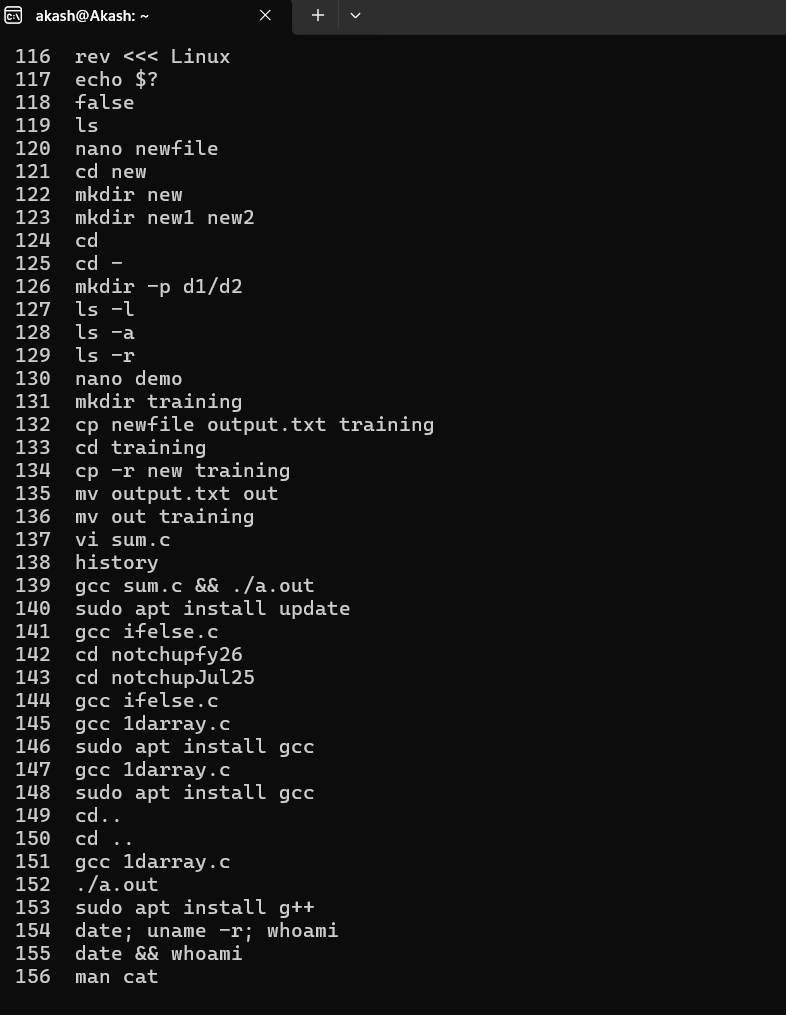 akash@Akash: ~
116 rev <<< Linux
117 echo $?
118 false
119 ls
120 nano newfile
121 cd new
122 mkdir new
123 mkdir new1 new2
124 cd
125 cd -
126 mkdir -p d1/d2
127 ls -l
128 ls -a
129 ls -r
130 nano demo
131 mkdir training
132 cp newfile output.txt training
133 cd training
134 cp -r new training
135 mv output.txt out
136 mv out training
137 vi sum.c
138 history
139 gcc sum.c && ./a.out
140 sudo apt install update
141 gcc ifelse.c
142 cd notchupfy26
143 cd notchupJul25
144 gcc ifelse.c
145 gcc 1darray.c
146 sudo apt install gcc
147 gcc 1darray.c
148 sudo apt install gcc
149 cd..
150 cd ..
151 gcc 1darray.c
152 ./a.out
153 sudo apt install g++
154 date; uname -r; whoami
155 date && whoami
156 man cat